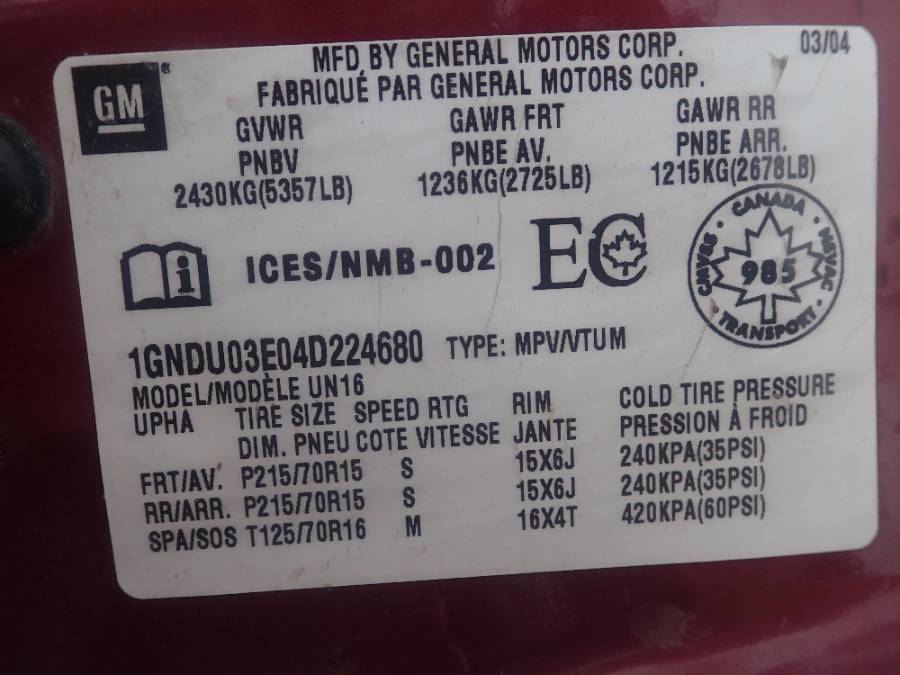 GM
MFD BY GENERAL MOTORS CORP. 03/04
FABRIQUÉ PAR GENERAL MOTORS CORP.
GVWR GAWR FRT GAWR RR
PNBV PNBE AV. PNBE ARR.
2430KG(5357LB) 1236KG(2725LB) 1215KG(2678LB)
i ICES/NMB-002 EC
CANADA
CMVSS 985 NSVAC
TRANSPORT
1GNDU03E04D224680 TYPE: MPV/VTUM
MODEL/MODÈLE UN16
UPHA TIRE SIZE SPEED RTG RIM COLD TIRE PRESSURE
DIM. PNEU COTE VITESSE JANTE PRESSION À FROID
FRT/AV. P215/70R15 S 15X6J 240KPA(35PSI)
RR/ARR. P215/70R15 S 15X6J 240KPA(35PSI)
SPA/SOS T125/70R16 M 16X4T 420KPA(60PSI)